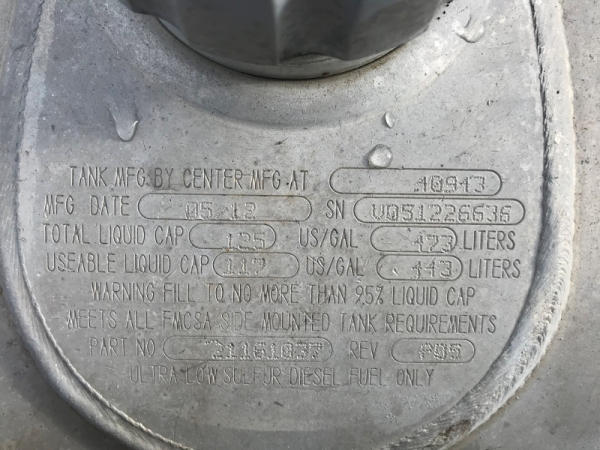 TANK MFG BY CENTER MFG AT 10943
MFG DATE 05 12 SN V051226636
TOTAL LIQUID CAP 125 US/GAL 473 LITERS
USEABLE LIQUID CAP 117 US/GAL 443 LITERS
WARNING FILL TO NO MORE THAN 95% LIQUID CAP
MEETS ALL FMCSA SIDE MOUNTED TANK REQUIREMENTS
PART NO 21161037 REV P05
ULTRA LOW SULFUR DIESEL FUEL ONLY